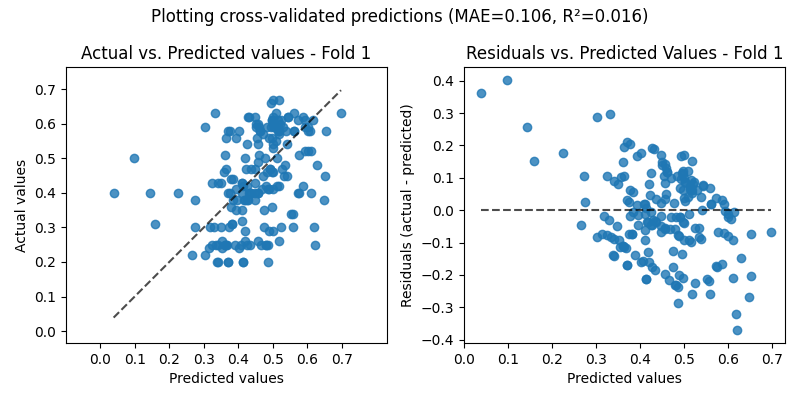 Plotting cross-validated predictions (MAE=0.106, R²=0.016)
Actual vs. Predicted values - Fold 1
Actual values
0.7
0.6
0.5
0.4
0.3
0.2
0.1
0.0
0.0 0.1 0.2 0.3 0.4 0.5 0.6 0.7
Predicted values
Residuals vs. Predicted Values - Fold 1
Residuals (actual - predicted)
0.4
0.3
0.2
0.1
0.0
−0.1
−0.2
−0.3
−0.4
0.0 0.1 0.2 0.3 0.4 0.5 0.6 0.7
Predicted values